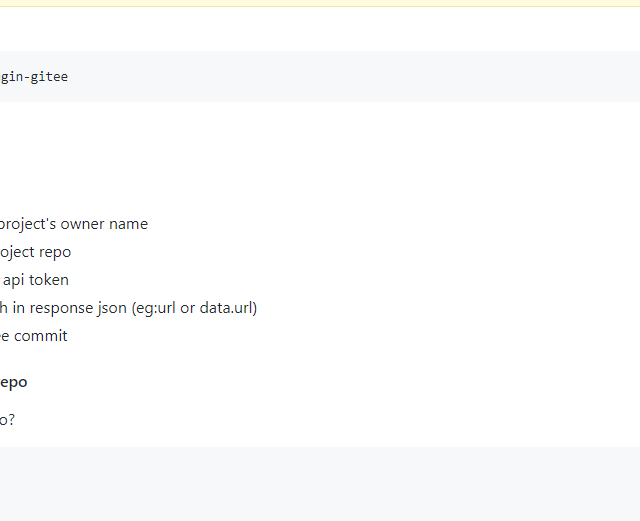 gin-gitee
project's owner name
oject repo
api token
h in response json (eg:url or data.url)
e commit
epo
o?